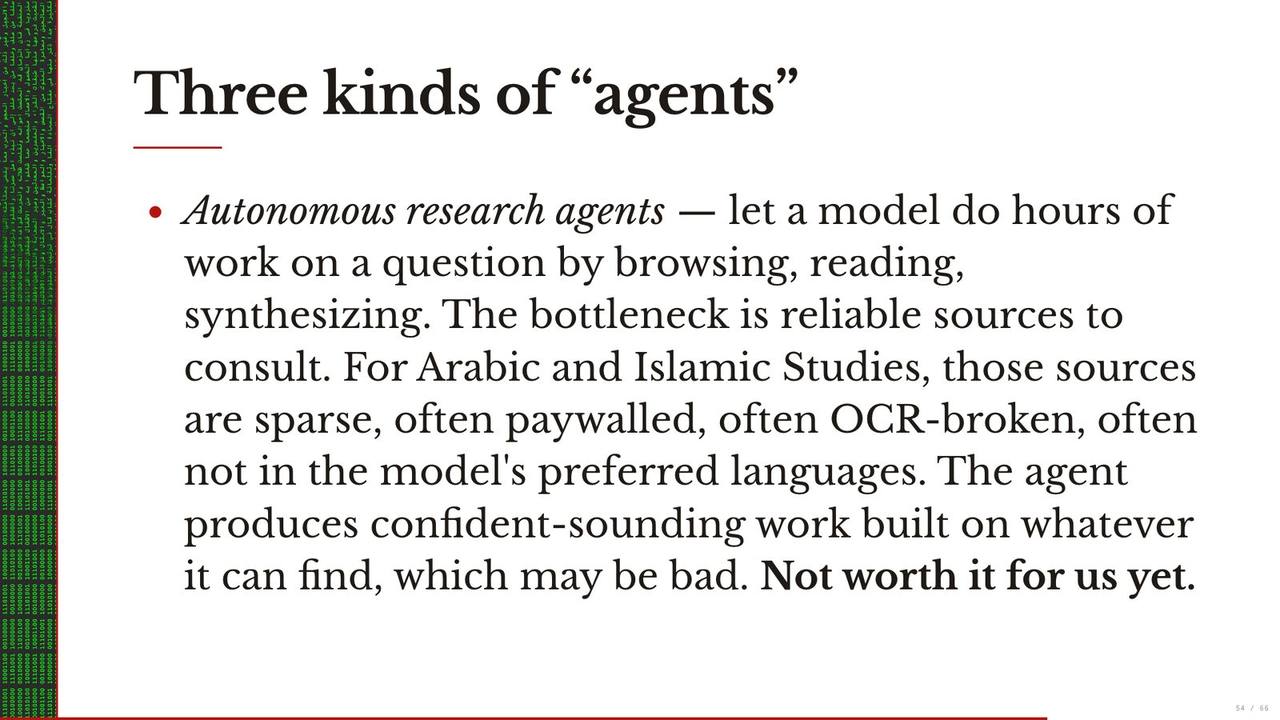 Three kinds of “agents”
• Autonomous research agents — let a model do hours of
work on a question by browsing, reading,
synthesizing. The bottleneck is reliable sources to
consult. For Arabic and Islamic Studies, those sources
are sparse, often paywalled, often OCR-broken, often
not in the model's preferred languages. The agent
produces confident-sounding work built on whatever
it can find, which may be bad. Not worth it for us yet.
54 / 66